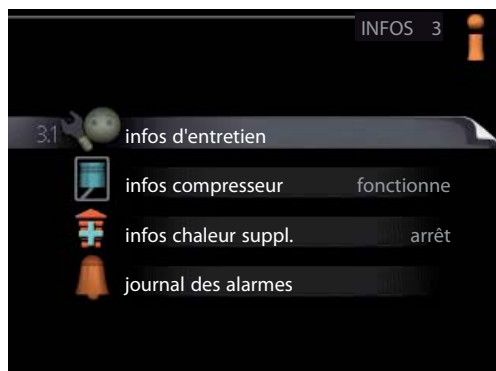 INFOS 3
3.1 infos d'entretien
infos compresseur fonctionne
infos chaleur suppl. arrêt
journal des alarmes